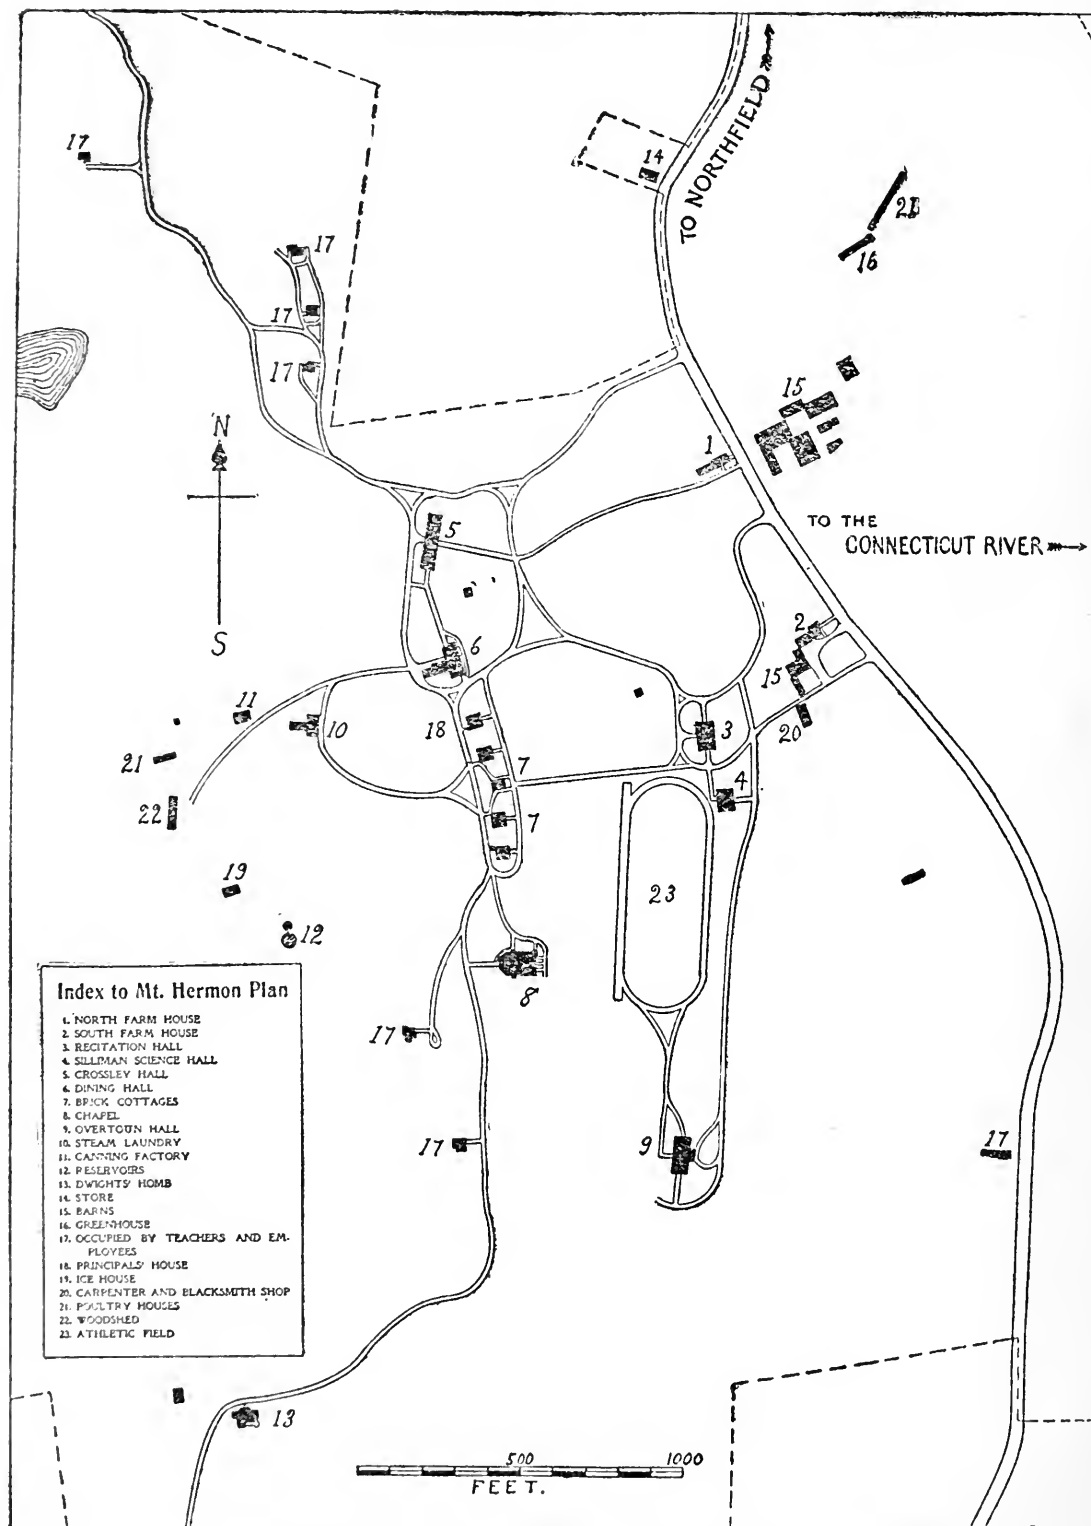 17
TO NORTHFIELD
14
21
16
17
17
17
15
N
1
5
TO THE
CONNECTICUT RIVER
S
2
6
15
11
10
18
3
20
21
7
4
22
7
19
23
12
8
17
Index to Mt. Hermon Plan
1. NORTH FARM HOUSE
2. SOUTH FARM HOUSE
3. RECITATION HALL
4. SILLIMAN SCIENCE HALL
5. CROSSLEY HALL
6. DINING HALL
7. BRICK COTTAGES
8. CHAPEL
9. OVERTOUN HALL
10. STEAM LAUNDRY
11. CANNING FACTORY
12. RESERVOIRS
13. DWIGHTS' HOMB
14. STORE
15. BARNS
16. GREENHOUSE
17. OCCUPIED BY TEACHERS AND EM-
PLOYEES
18. PRINCIPALS' HOUSE
19. ICE HOUSE
20. CARPENTER AND BLACKSMITH SHOP
21. POULTRY HOUSES
22. WOODSHED
23. ATHLETIC FIELD
17
9
17
13
500 1000
FEET.